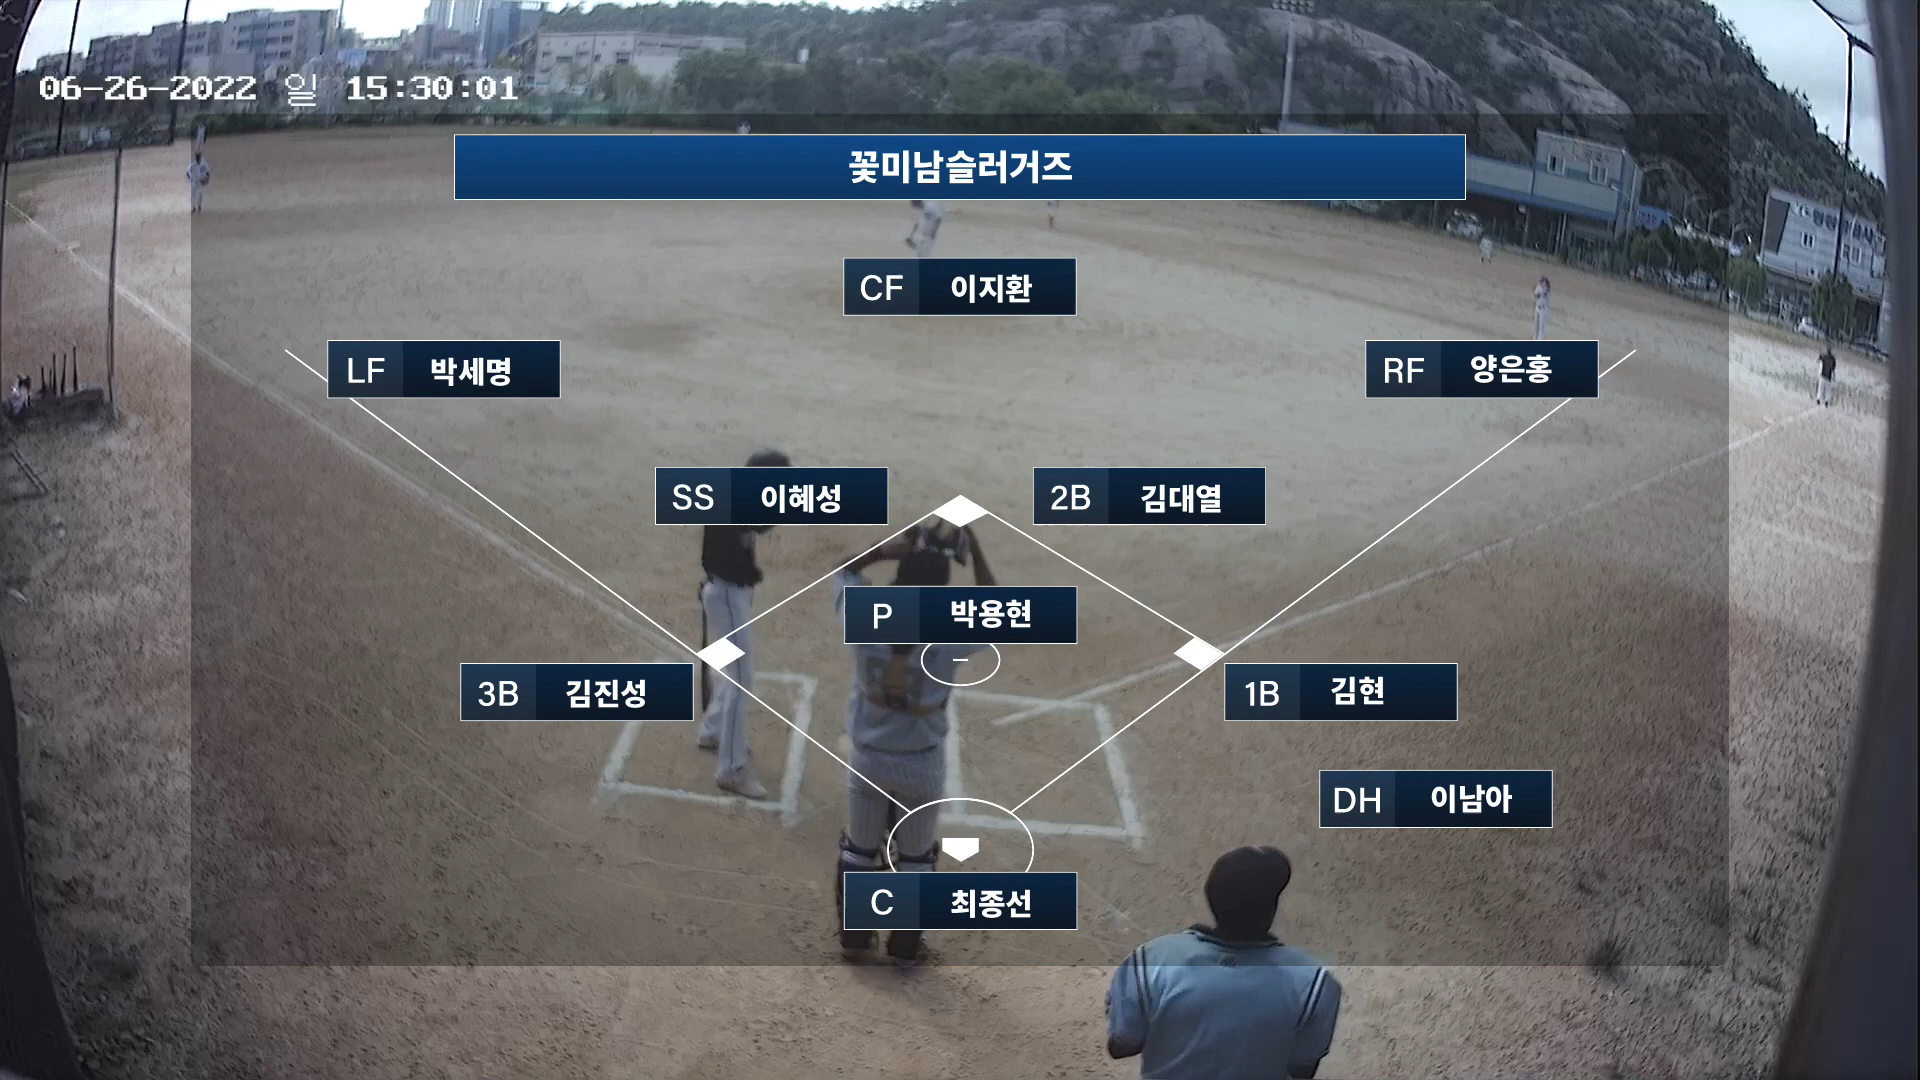 06-26-2022 일 15:30:01
꽃미남슬러거즈
CF 이지환
LF 박세명
RF 양은홍
SS 이혜성
2B 김대열
P 박용현
3B 김진성
1B 김현
DH 이남아
C 최종선